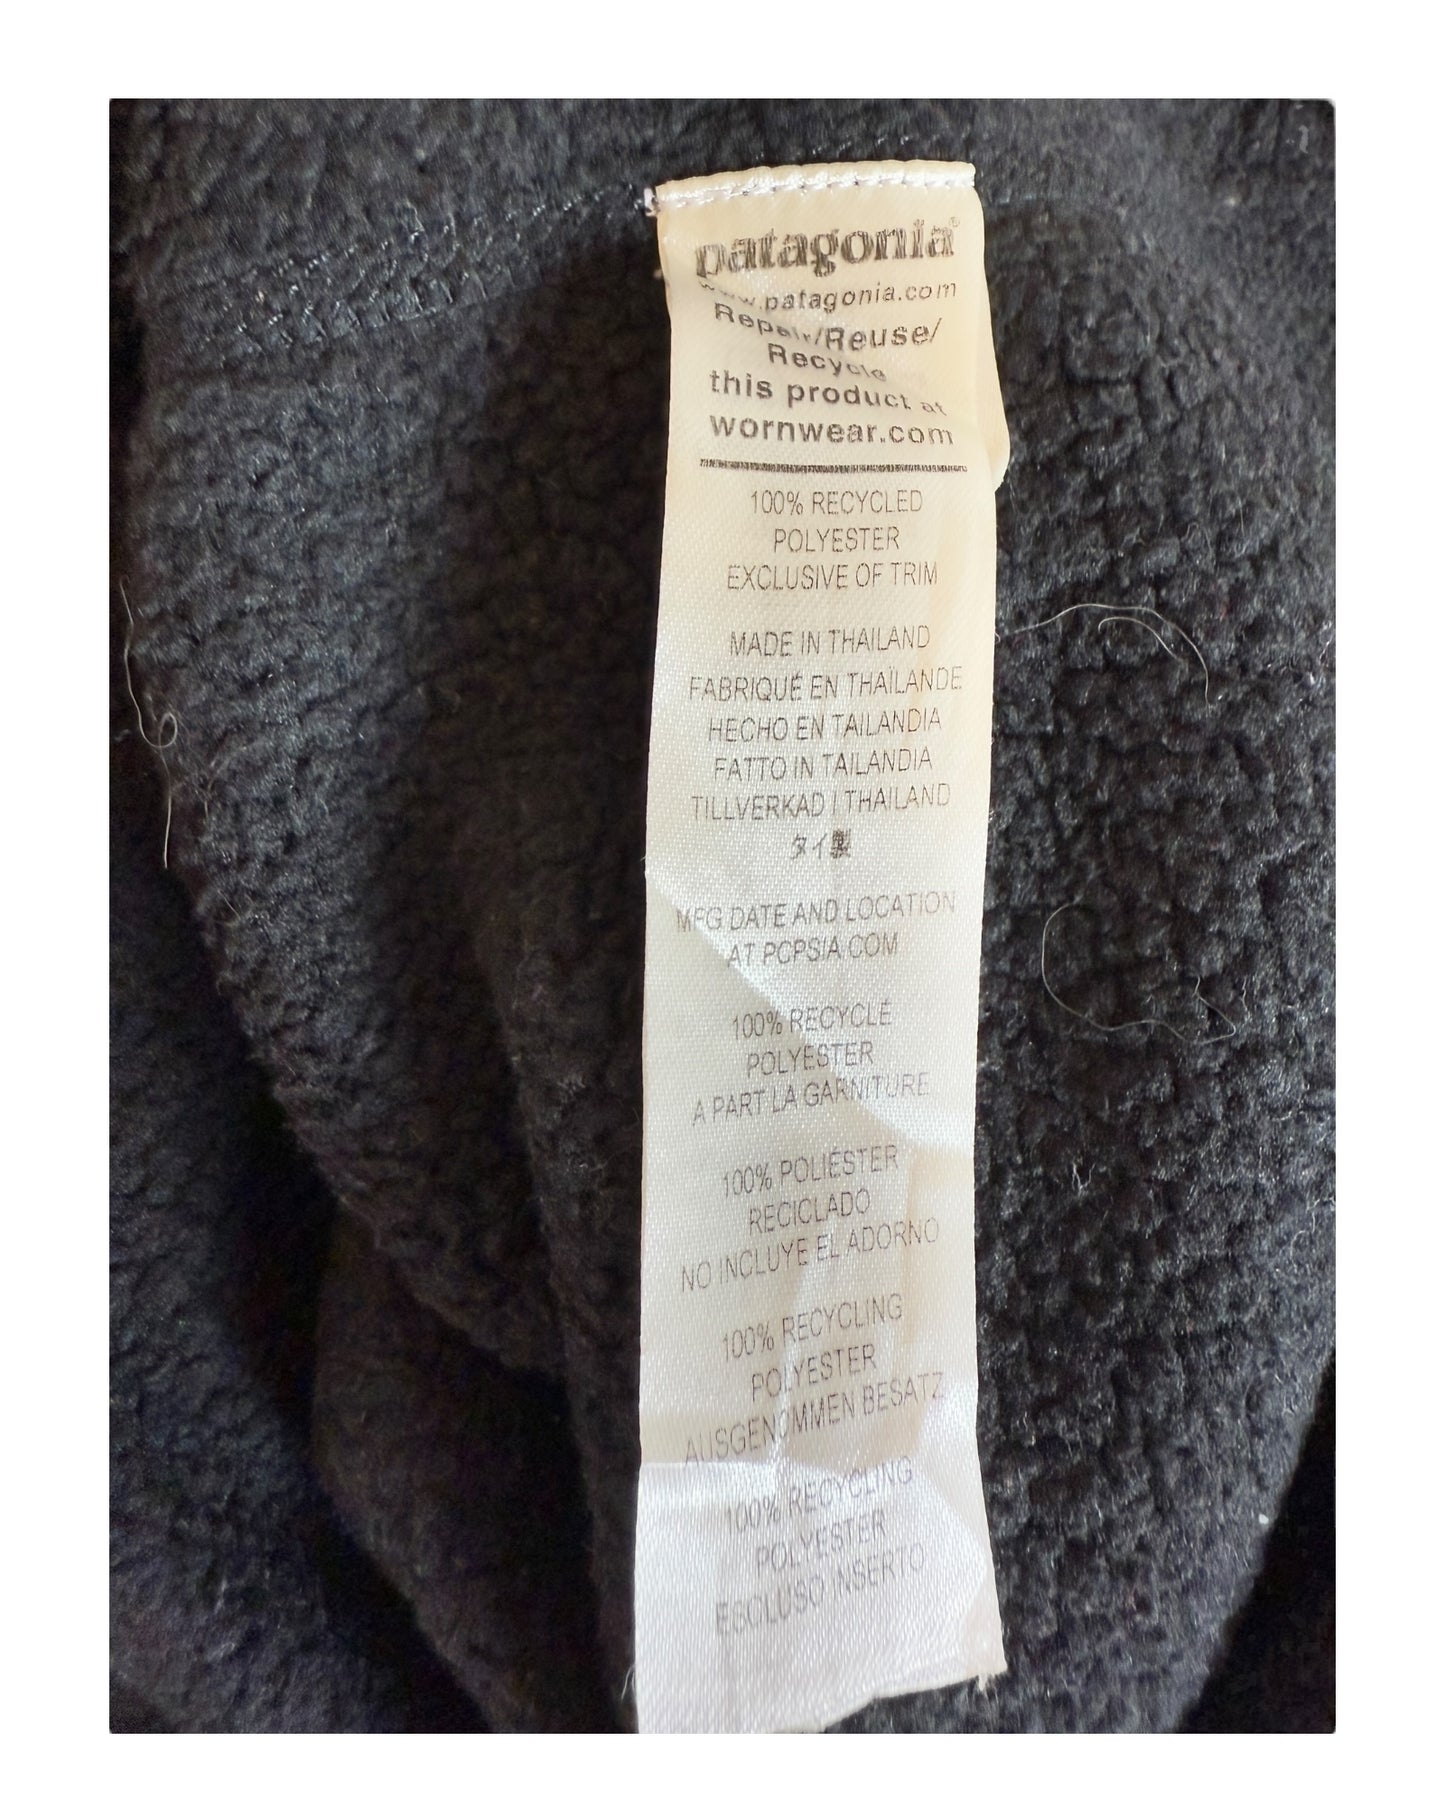 patagonia®
www.patagonia.com
Repair/Reuse/
Recycle
this product at
wornwear.com
100% RECYCLED
POLYESTER
EXCLUSIVE OF TRIM
MADE IN THAILAND
FABRIQUÉ EN THAÏLANDE
HECHO EN TAILANDIA
FATTO IN TAILANDIA
TILLVERKAD I THAILAND
タイ製
MFG DATE AND LOCATION
AT PCPSIA.COM
100% RECYCLÉ
POLYESTER
A PART LA GARNITURE
100% POLIÉSTER
RECICLADO
NO INCLUYE EL ADORNO
100% RECYCLING
POLYESTER
AUSGENOMMEN BESATZ
100% RECYCLING
POLYESTER
ESCLUSO INSERTO